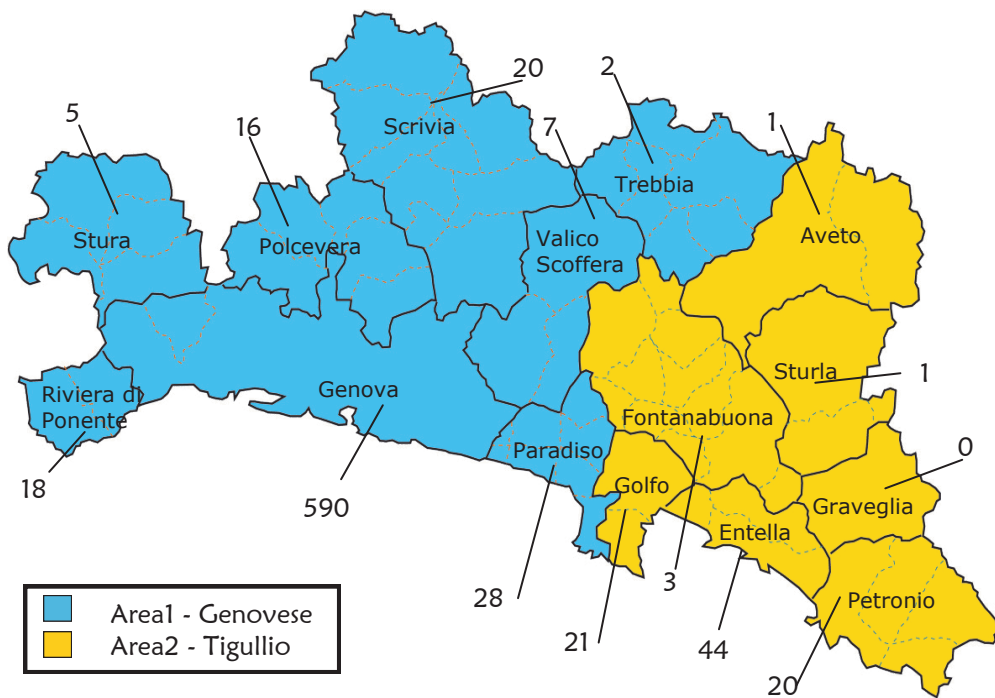 20
2
5
16
7
1
Scrivia
Trebbia
Stura
Polcevera
Valico
Scoffera
Aveto
Riviera di
Ponente
Genova
Sturla
1
Fontanabuona
Paradiso
0
Golfo
Graveglia
18
590
Entella
28
3
21
44
Petronio
20
Area1 - Genovese
Area2 - Tigullio